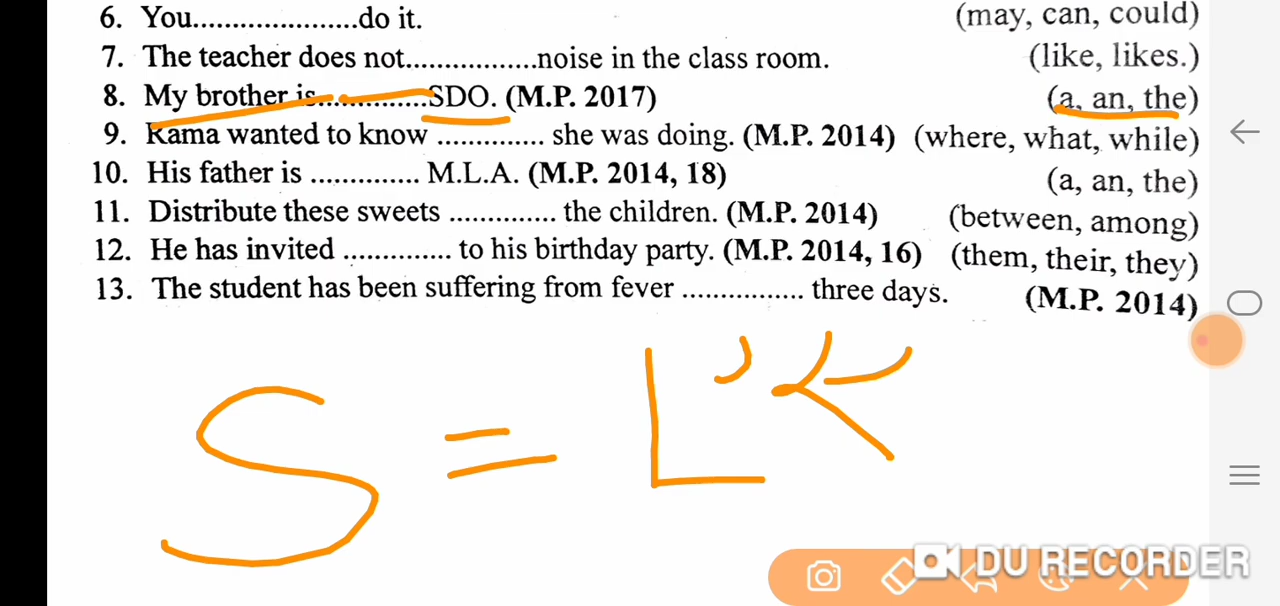 6. You.....................do it. (may, can, could)
7. The teacher does not.................noise in the class room. (like, likes.)
8. My brother is..............SDO. (M.P. 2017) (a, an, the)
9. Rama wanted to know .............. she was doing. (M.P. 2014) (where, what, while)
10. His father is .............. M.L.A. (M.P. 2014, 18) (a, an, the)
11. Distribute these sweets .............. the children. (M.P. 2014) (between, among)
12. He has invited .............. to his birthday party. (M.P. 2014, 16) (them, their, they)
13. The student has been suffering from fever ................ three days. (M.P. 2014)
S =
DU RECORDER